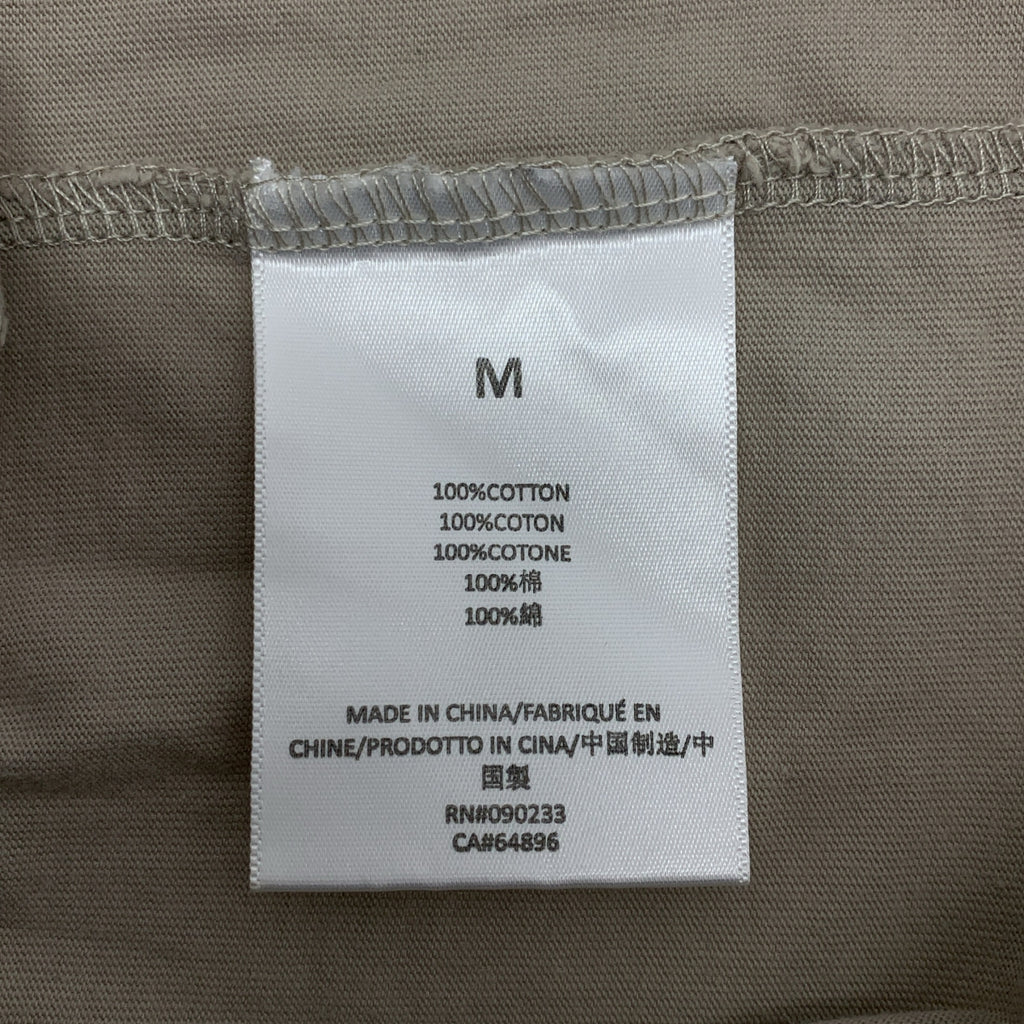 M
100%COTTON
100%COTON
100%COTONE
100%棉
100%綿
MADE IN CHINA/FABRIQUÉ EN
CHINE/PRODOTTO IN CINA/中国制造/中
国製
RN#090233
CA#64896